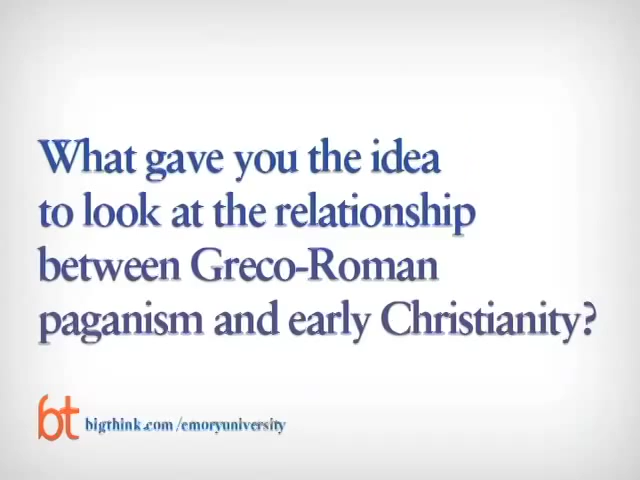 What gave you the idea
to look at the relationship
between Greco-Roman
paganism and early Christianity?
bt bigthink.com/emoryuniversity